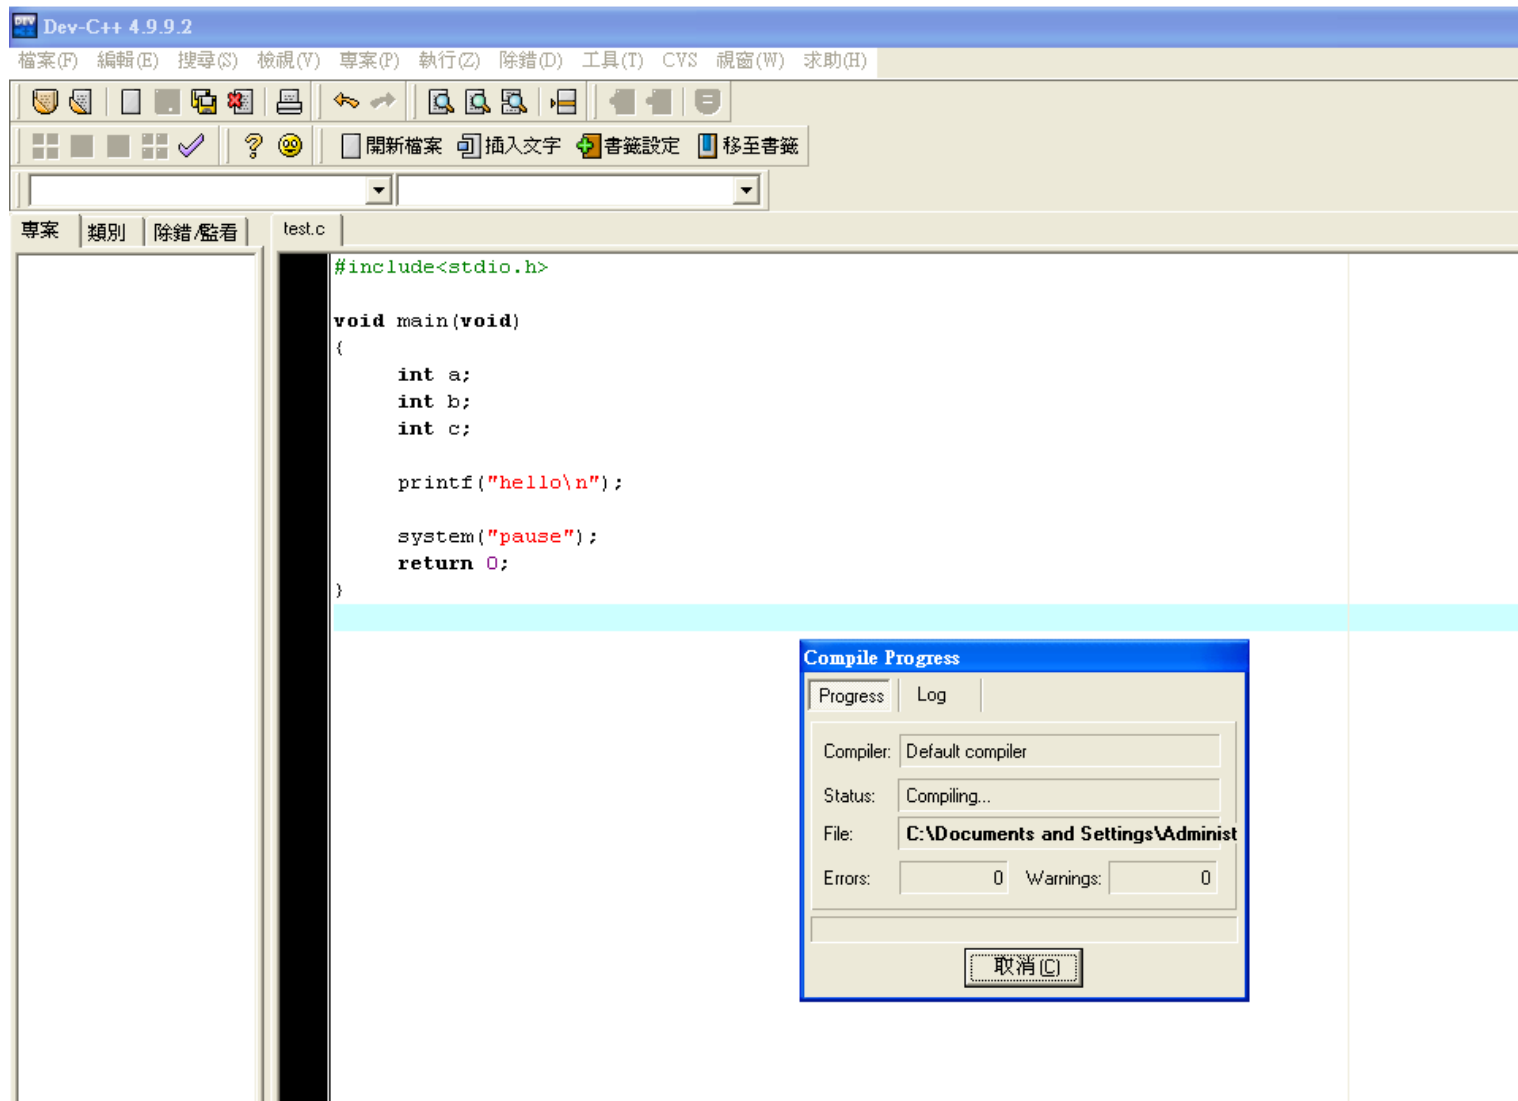 Dev-C++ 4.9.9.2
檔案(F) 編輯(E) 搜尋(S) 檢視(V) 專案(P) 執行(Z) 除錯(D) 工具(T) CVS 視窗(W) 求助(H)
開新檔案 插入文字 書籤設定 移至書籤
專案 類別 除錯/監看 test.c
#include<stdio.h>
void main(void)
{
int a;
int b;
int c;
printf("hello\n");
system("pause");
return 0;
}
Compile Progress
Progress Log
Compiler: Default compiler
Status: Compiling...
File: C:\Documents and Settings\Administ
Errors: 0 Warnings: 0
取消(C)